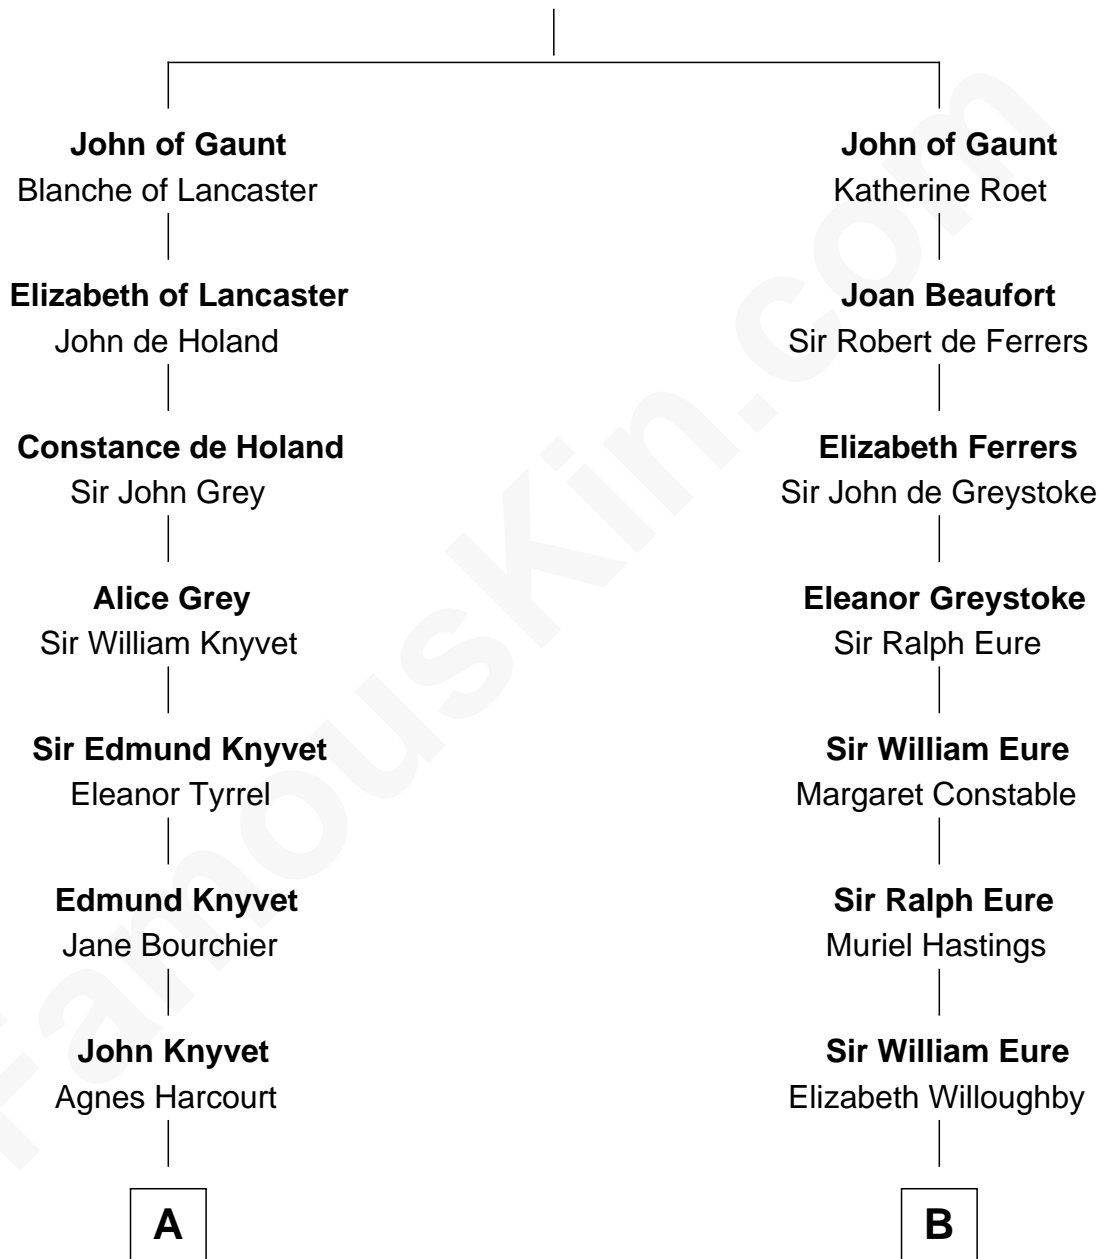 John of Gaunt
Blanche of Lancaster
Elizabeth of Lancaster
John de Holand
Constance de Holand
Sir John Grey
Alice Grey
Sir William Knyvet
Sir Edmund Knyvet
Eleanor Tyrrel
Edmund Knyvet
Jane Bourchier
John Knyvet
Agnes Harcourt
A
John of Gaunt
Katherine Roet
Joan Beaufort
Sir Robert de Ferrers
Elizabeth Ferrers
Sir John de Greystoke
Eleanor Greystoke
Sir Ralph Eure
Sir William Eure
Margaret Constable
Sir Ralph Eure
Muriel Hastings
Sir William Eure
Elizabeth Willoughby
B
FamousKin.com